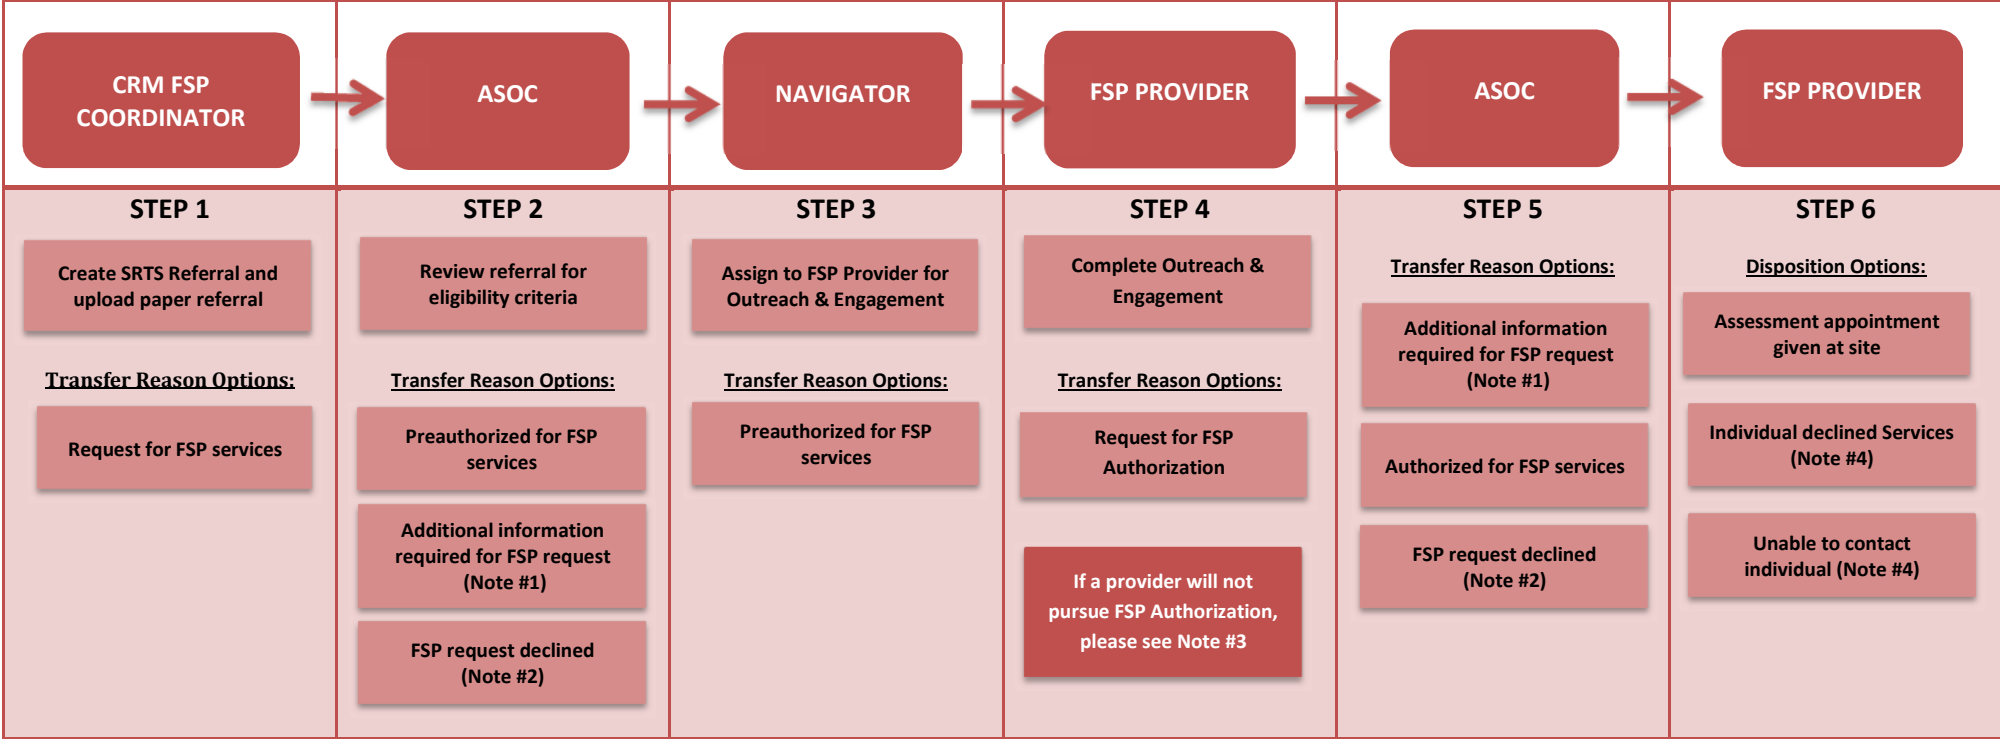 CRM FSP
COORDINATOR
ASOC
NAVIGATOR
FSP PROVIDER
ASOC
FSP PROVIDER
STEP 1
Create SRTS Referral and
upload paper referral
Transfer Reason Options:
Request for FSP services
STEP 2
Review referral for
eligibility criteria
Transfer Reason Options:
Preauthorized for FSP
services
Additional information
required for FSP request
(Note #1)
FSP request declined
(Note #2)
STEP 3
Assign to FSP Provider for
Outreach & Engagement
Transfer Reason Options:
Preauthorized for FSP
services
STEP 4
Complete Outreach &
Engagement
Transfer Reason Options:
Request for FSP
Authorization
If a provider will not
pursue FSP Authorization,
please see Note #3
STEP 5
Transfer Reason Options:
Additional information
required for FSP request
(Note #1)
Authorized for FSP services
FSP request declined
(Note #2)
STEP 6
Disposition Options:
Assessment appointment
given at site
Individual declined Services
(Note #4)
Unable to contact
individual (Note #4)